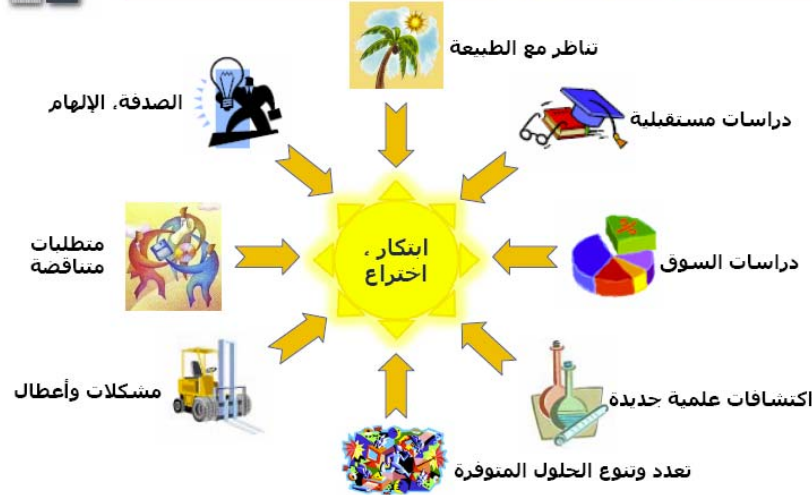 تناظر مع الطبيعة
الصدفة، الإلهام
دراسات مستقبلية
متطلبات
متناقضة
ابتكار ،
اختراع
دراسات السوق
مشكلات وأعطال
اكتشافات علمية جديدة
تعدد وتنوع الحلول المتوفرة